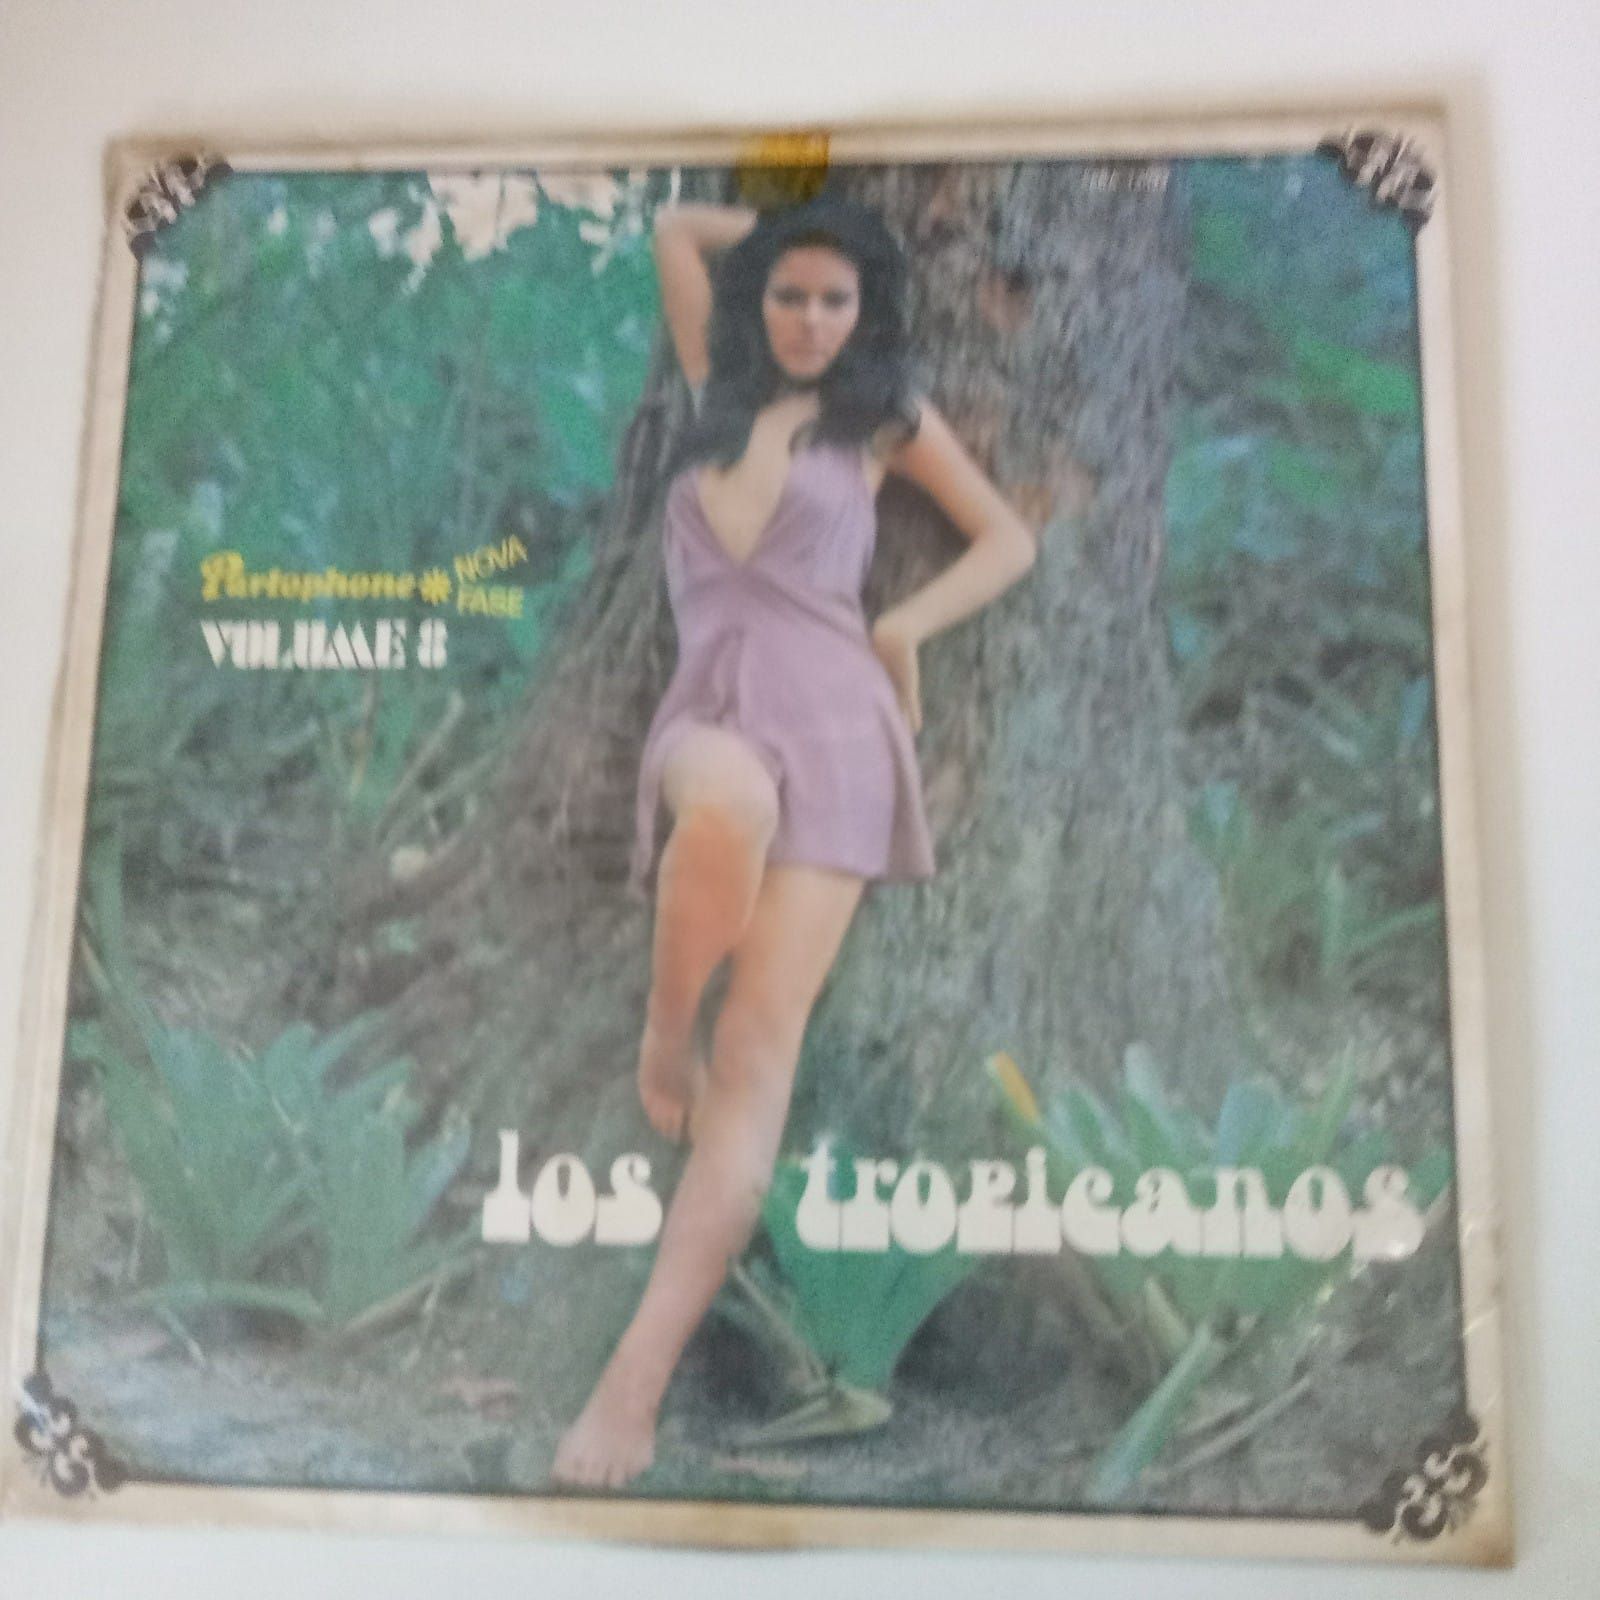 Parlophone * NOVA
FASE
VOLUME 8
los tropicanos